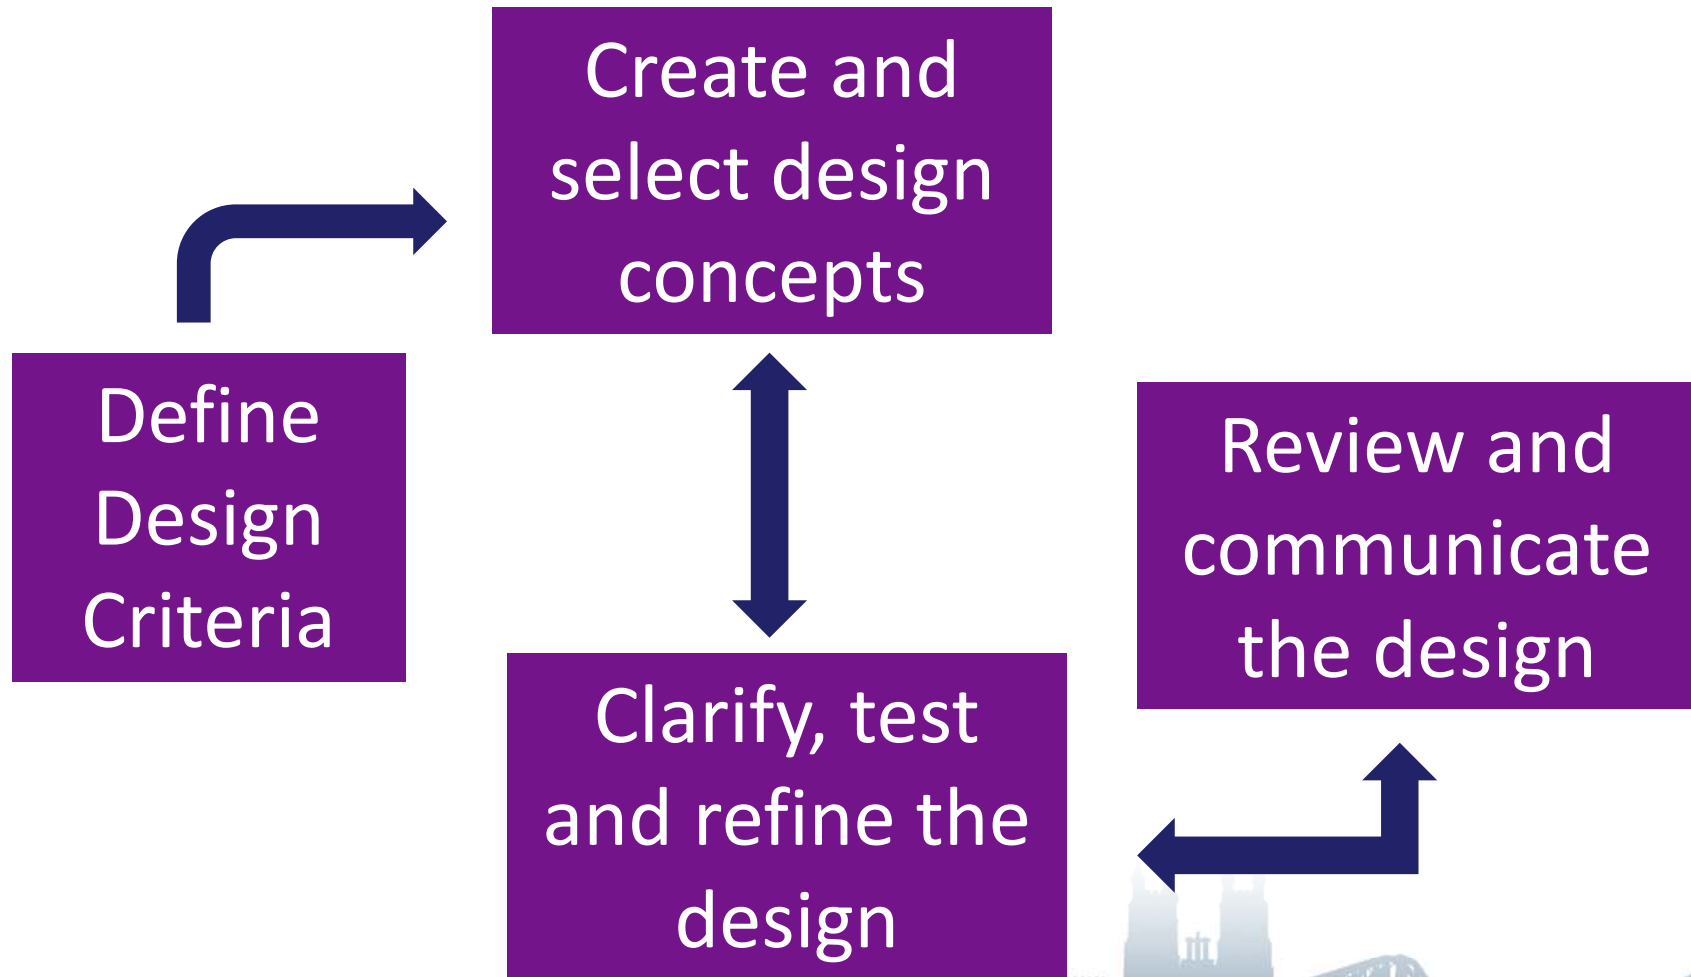 Create and
select design
concepts
Define
Design
Criteria
Review and
communicate
the design
Clarify, test
and refine the
design